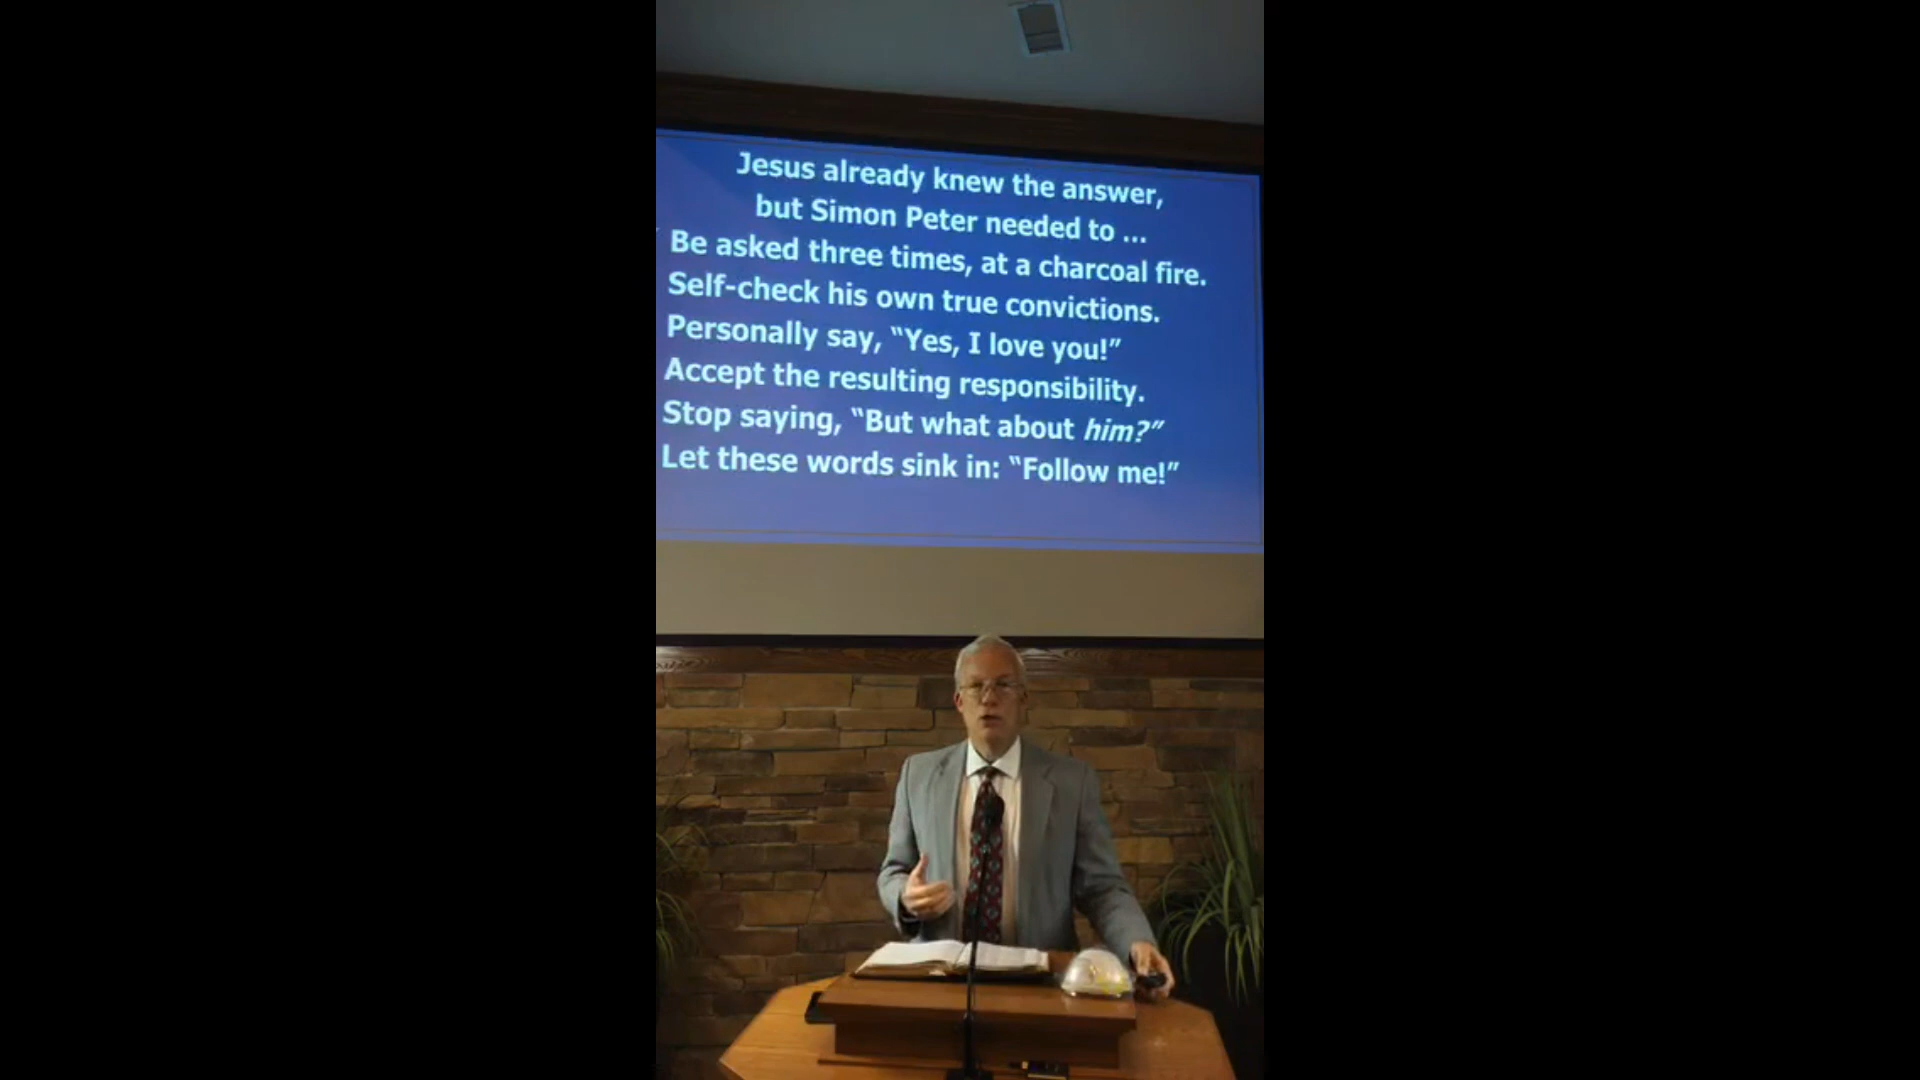 Jesus already knew the answer,
but Simon Peter needed to ...
Be asked three times, at a charcoal fire.
Self-check his own true convictions.
Personally say, “Yes, I love you!”
Accept the resulting responsibility.
Stop saying, “But what about him?”
Let these words sink in: “Follow me!”